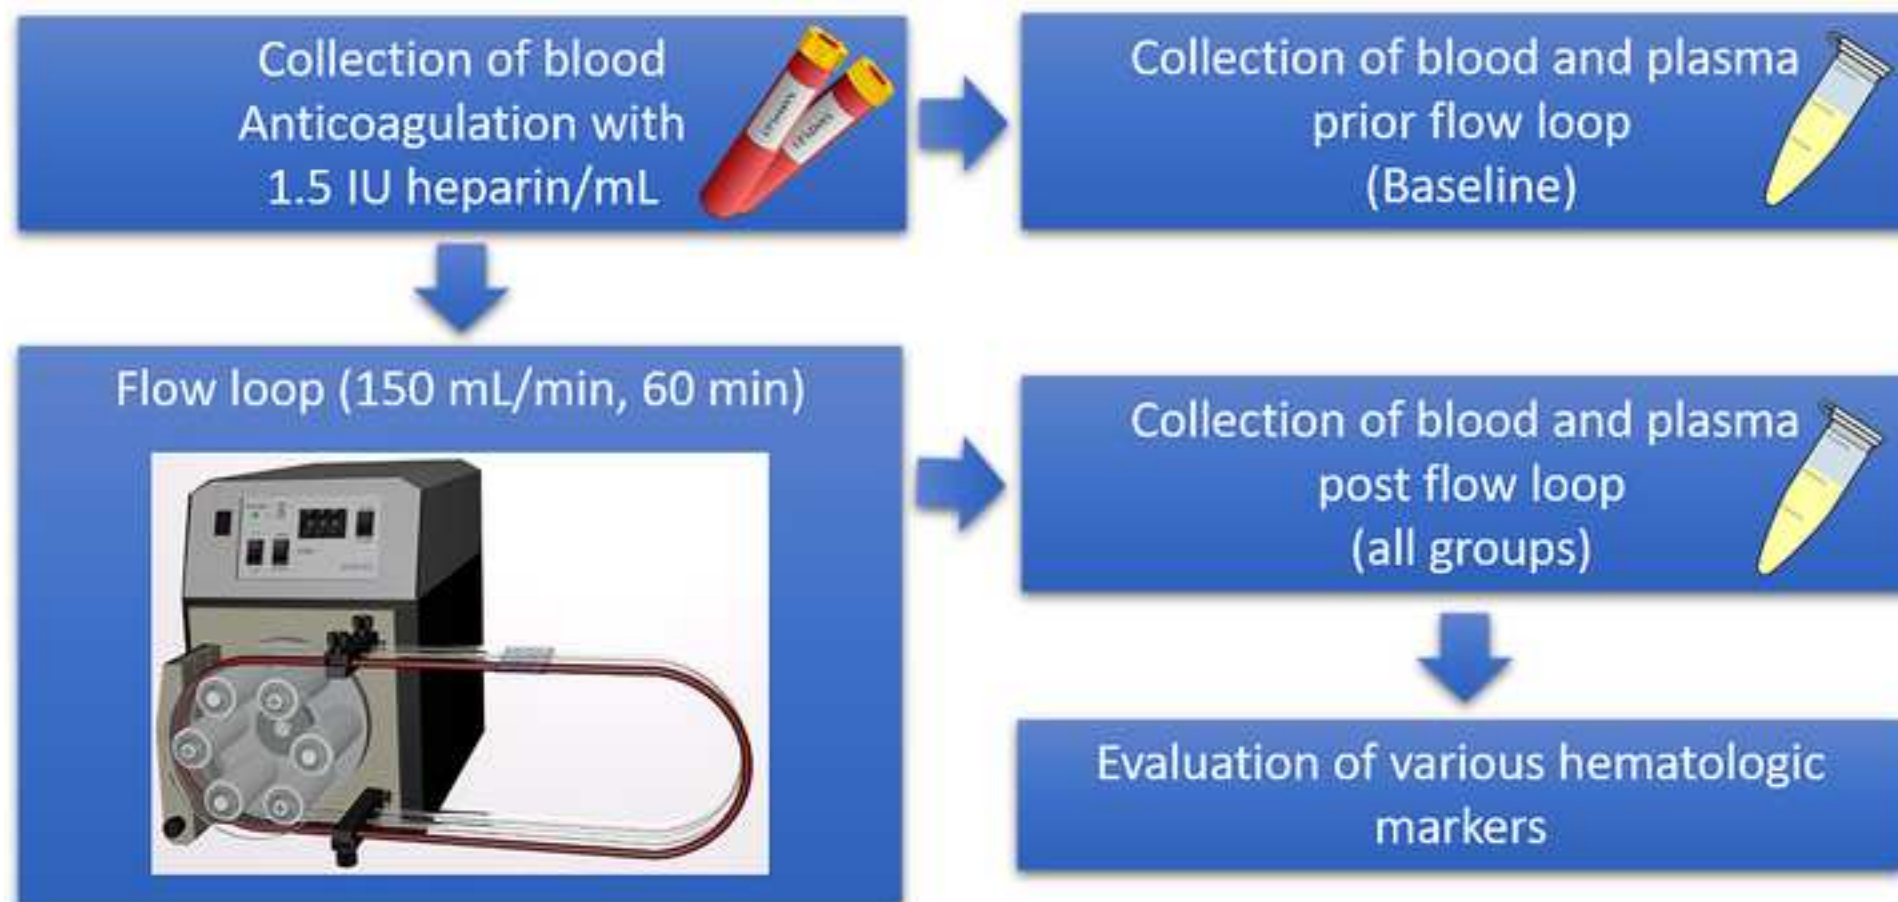 Collection of blood
Anticoagulation with
1.5 IU heparin/mL
Collection of blood and plasma
prior flow loop
(Baseline)
Flow loop (150 mL/min, 60 min)
Collection of blood and plasma
post flow loop
(all groups)
Evaluation of various hematologic
markers